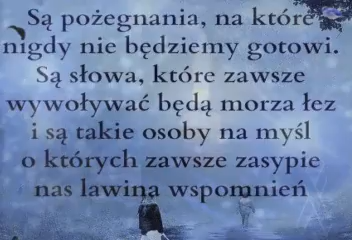 Są pożegnania, na które
nigdy nie będziemy gotowi.
Są słowa, które zawsze
wywoływać będą morza łez
i są takie osoby na myśl
o których zawsze zasypie
nas lawina wspomnień